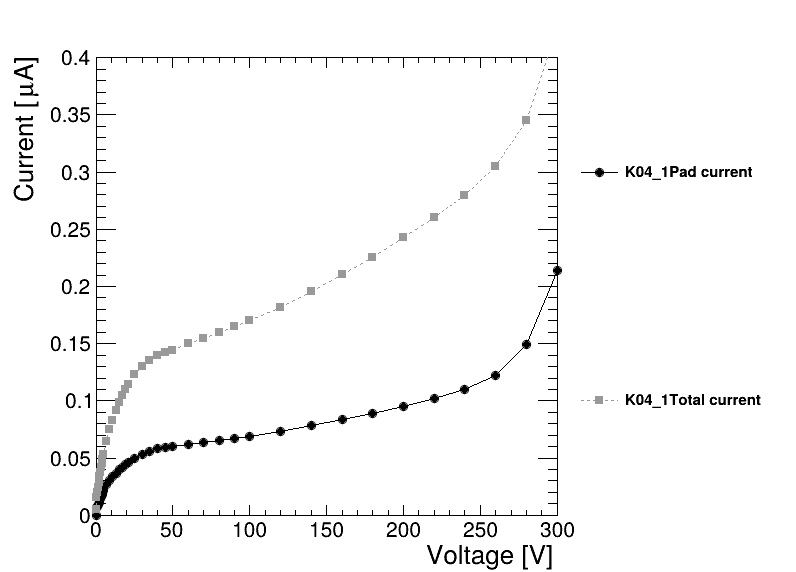 Current [μA]
0.4
0.35
0.3
0.25
0.2
0.15
0.1
0.05
0
0 50 100 150 200 250 300
Voltage [V]
K04_1Pad current
K04_1Total current